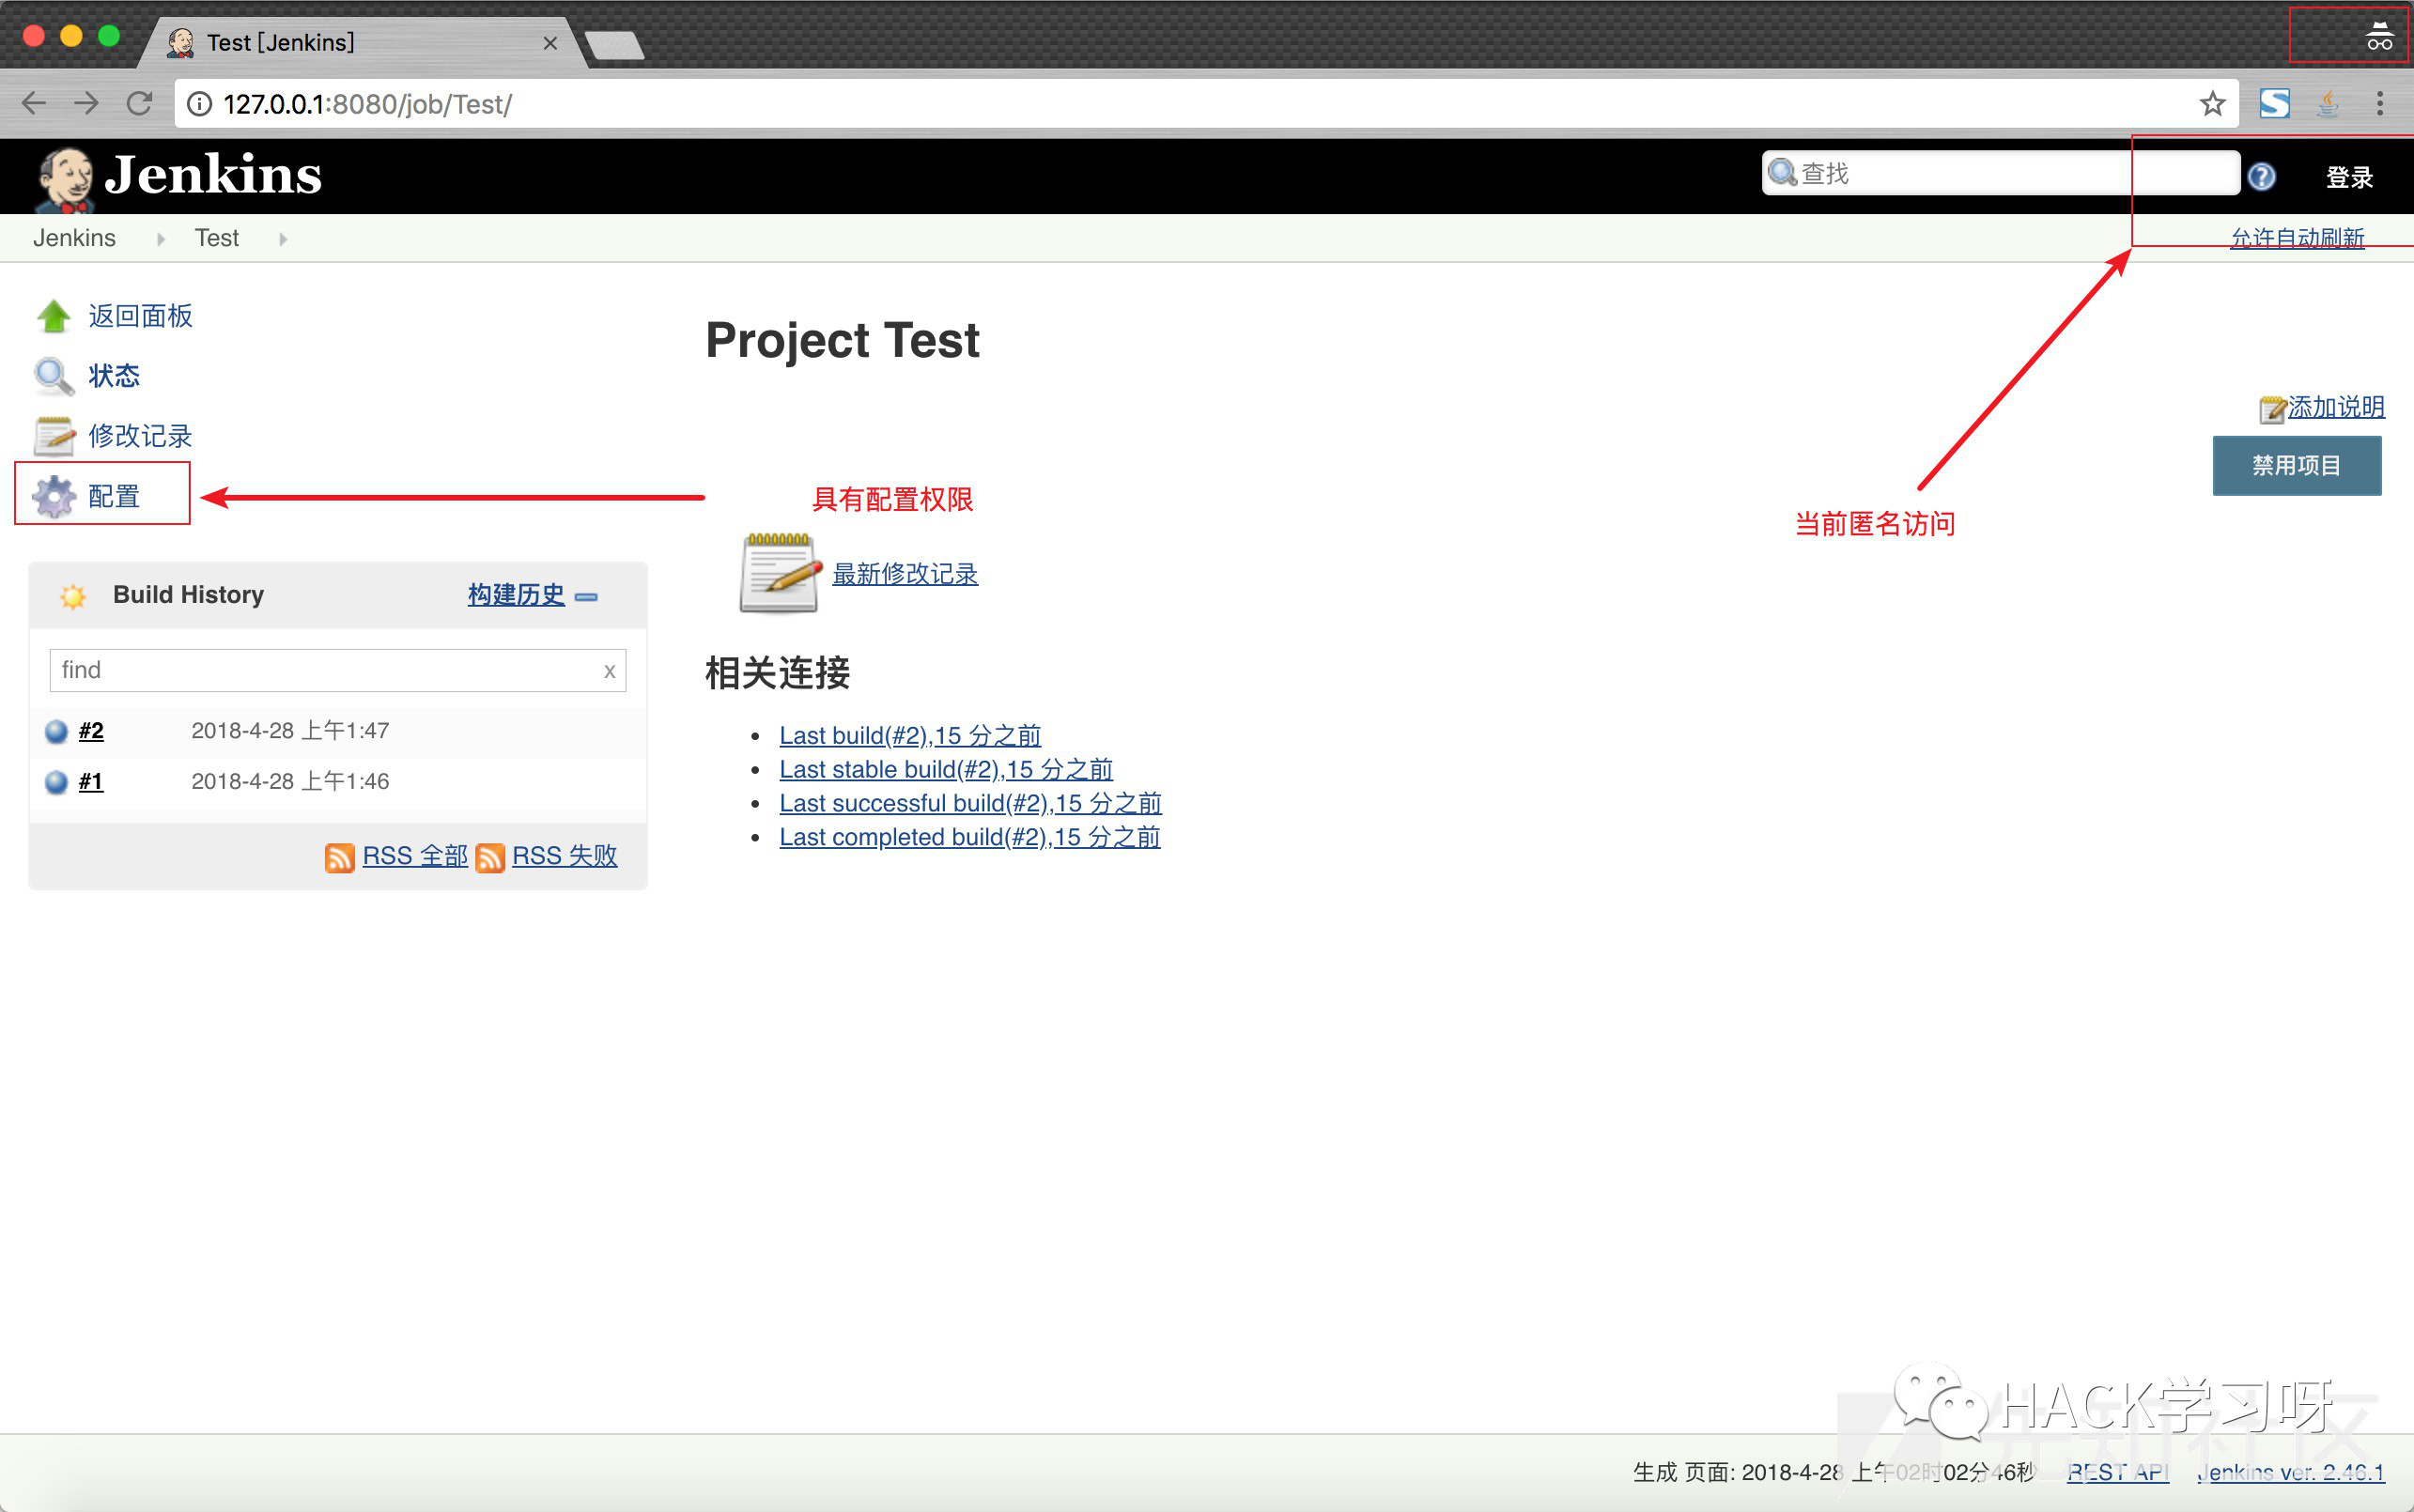 Test [Jenkins]
127.0.0.1:8080/job/Test/
Jenkins
查找
登录
Jenkins
Test
允许自动刷新
返回面板
状态
修改记录
配置
Project Test
添加说明
禁用项目
具有配置权限
当前匿名访问
最新修改记录
Build History
构建历史
find
x
#2
2018-4-28 上午1:47
#1
2018-4-28 上午1:46
RSS 全部
RSS 失败
相关连接
Last build(#2),15 分之前
Last stable build(#2),15 分之前
Last successful build(#2),15 分之前
Last completed build(#2),15 分之前
HACK学习呀
先知社区
生成 页面: 2018-4-28 上午02时02分46秒
REST API
Jenkins ver. 2.46.1